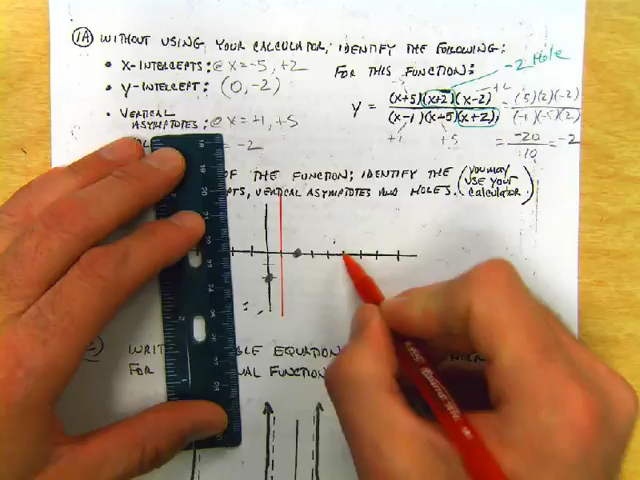 1A WITHOUT USING YOUR CALCULATOR, IDENTIFY THE FOLLOWING:
-2 Hole
• X-INTERCEPTS: @ X=-5, +2 FOR THIS FUNCTION:
• Y-INTERCEPT: (0, -2) Y = (X+5)(X+2)(X-2) / (X-1)(X-5)(X+2) = (5)(2)(-2) / (-1)(-5)(2)
+2
• VERTICAL ASYMPTOTES: @ X = +1, +5
+1 +5 = -20 / 10 = -2
-2
OF THE FUNCTION; IDENTIFY THE (YOU MAY USE YOUR CALCULATOR)
VERTICAL ASYMPTOTES AND HOLES.
WRIT EQUATION
FOR FUNCTION